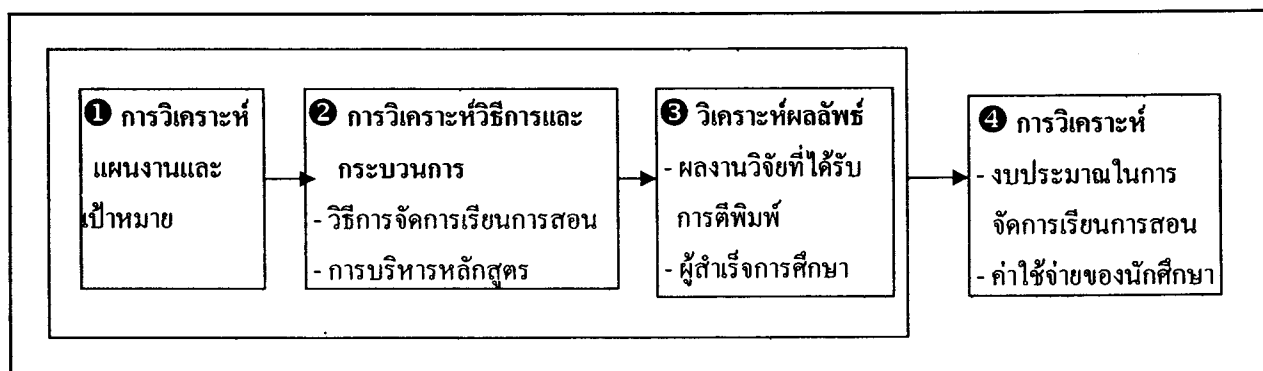 ❶ การวิเคราะห์
แผนงานและ
เป้าหมาย
❷ การวิเคราะห์วิธีการและ
กระบวนการ
- วิธีการจัดการเรียนการสอน
- การบริหารหลักสูตร
❸ วิเคราะห์ผลลัพธ์
- ผลงานวิจัยที่ได้รับ
การตีพิมพ์
- ผู้สำเร็จการศึกษา
❹ การวิเคราะห์
- งบประมาณในการ
จัดการเรียนการสอน
- ค่าใช้จ่ายของนักศึกษา